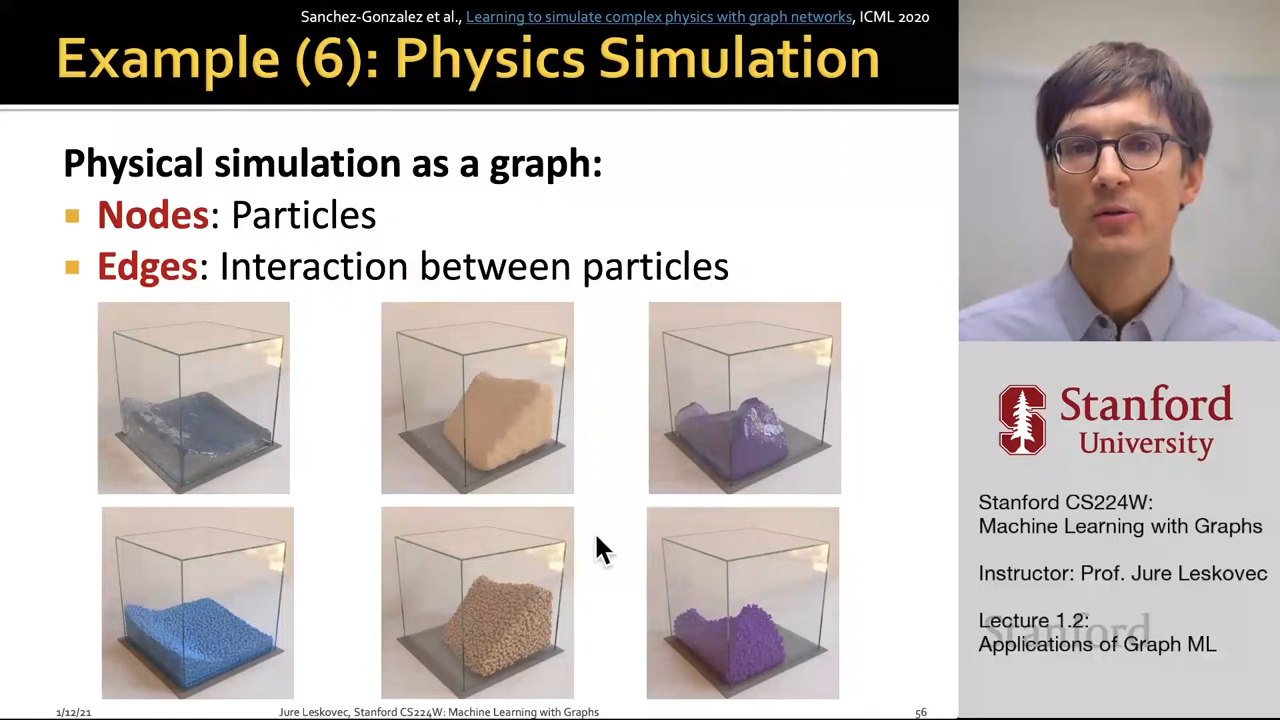 Sanchez-Gonzalez et al., Learning to simulate complex physics with graph networks, ICML 2020
Example (6): Physics Simulation
Physical simulation as a graph:
Nodes: Particles
Edges: Interaction between particles
1/12/21
Jure Leskovec, Stanford CS224W: Machine Learning with Graphs
56
Stanford
University
Stanford CS224W:
Machine Learning with Graphs
Instructor: Prof. Jure Leskovec
Lecture 1.2:
Applications of Graph ML
Stanford